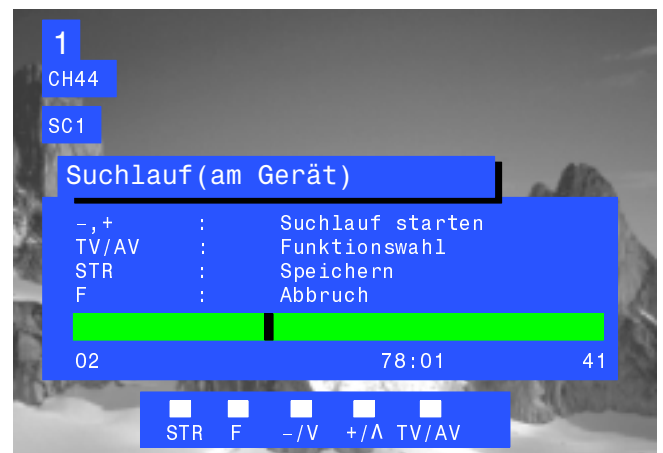 1
CH44
SC1
Suchlauf(am Gerät)
–,+ : Suchlauf starten
TV/AV : Funktionswahl
STR : Speichern
F : Abbruch
02 78:01 41
STR F –/V +/Λ TV/AV